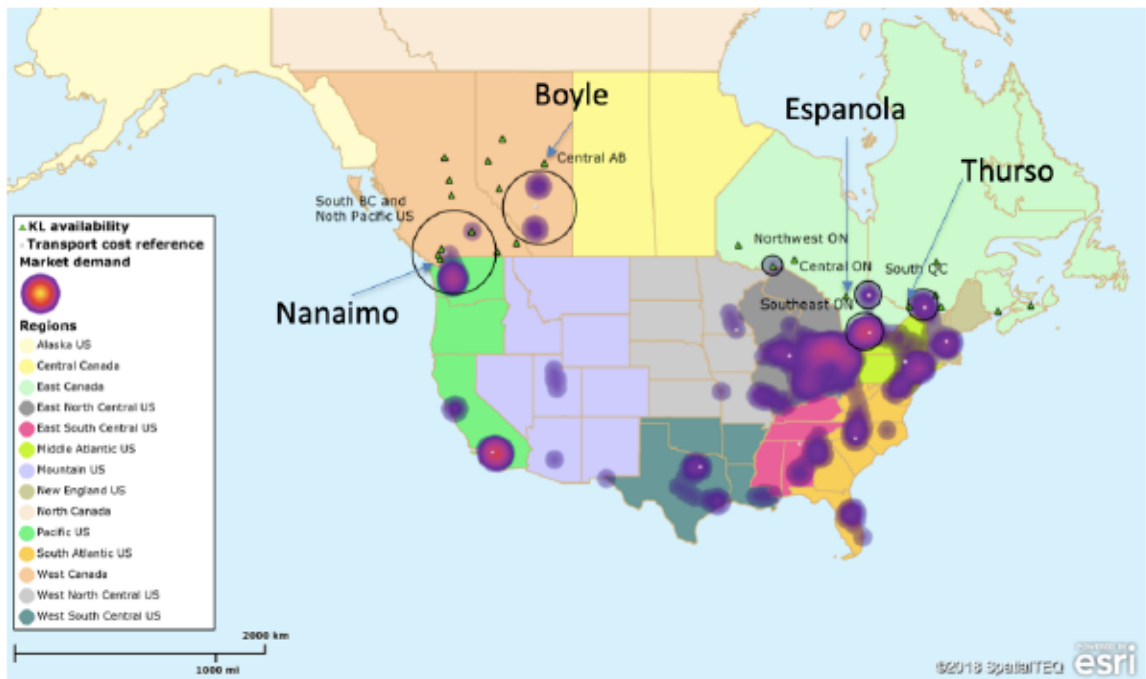 Boyle
Espanola
Central AB
Thurso
South BC and
Noth Pacific US
KL availability
Transport cost reference
Market demand
Northwest ON
Central ON
South QC
Southeast ON
Nanaimo
Regions
Alaska US
Central Canada
East Canada
East North Central US
East South Central US
Middle Atlantic US
Mountain US
New England US
North Canada
Pacific US
South Atlantic US
West Canada
West North Central US
West South Central US
2000 km
1000 mi
©2018 SpatialTEQ
POWERED BY
esri